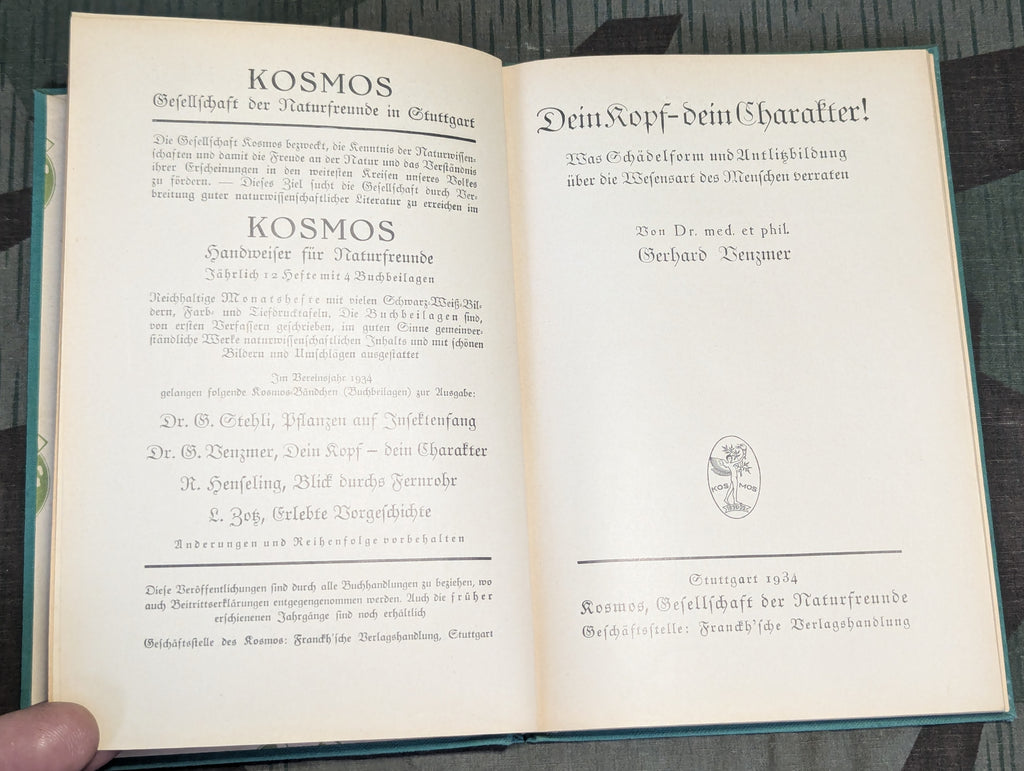 KOSMOS
Gesellschaft der Naturfreunde in Stuttgart
Die Gesellschaft Kosmos bezweckt, die Kenntnis der Naturwissen-
schaften und damit die Freude an der Natur und das Verständnis
ihrer Erscheinungen in den weitesten Kreisen unseres Volkes
zu fördern. — Dieses Ziel sucht die Gesellschaft durch Ver-
breitung guter naturwissenschaftlicher Literatur zu erreichen im
KOSMOS
Handweiser für Naturfreunde
Jährlich 12 Hefte mit 4 Buchbeilagen
Reichhaltige Monatshefte mit vielen Schwarz-Weiß-Bil-
dern, Farb- und Tiefdrucktafeln. Die Buchbeilagen sind,
von ersten Verfassern geschrieben, im guten Sinne gemeinver-
ständliche Werke naturwissenschaftlichen Inhalts und mit schönen
Bildern und Umschlägen ausgestattet
Im Vereinsjahr 1934
gelangen folgende Kosmos-Bändchen (Buchbeilagen) zur Ausgabe:
Dr. G. Stehli, Pflanzen auf Insektenfang
Dr. G. Venzmer, Dein Kopf – dein Charakter
R. Henseling, Blick durchs Fernrohr
L. Zotz, Erlebte Vorgeschichte
Änderungen und Reihenfolge vorbehalten
Diese Veröffentlichungen sind durch alle Buchhandlungen zu beziehen, wo
auch Beitrittserklärungen entgegengenommen werden. Auch die früher
erschienenen Jahrgänge sind noch erhältlich
Geschäftsstelle des Kosmos: Franckh'sche Verlagshandlung, Stuttgart
Dein Kopf – dein Charakter!
Was Schädelform und Antlitzbildung
über die Wesensart des Menschen verraten
Von Dr. med. et phil.
Gerhard Venzmer
KOSMOS
Stuttgart 1934
Kosmos, Gesellschaft der Naturfreunde
Geschäftsstelle: Franckh'sche Verlagshandlung